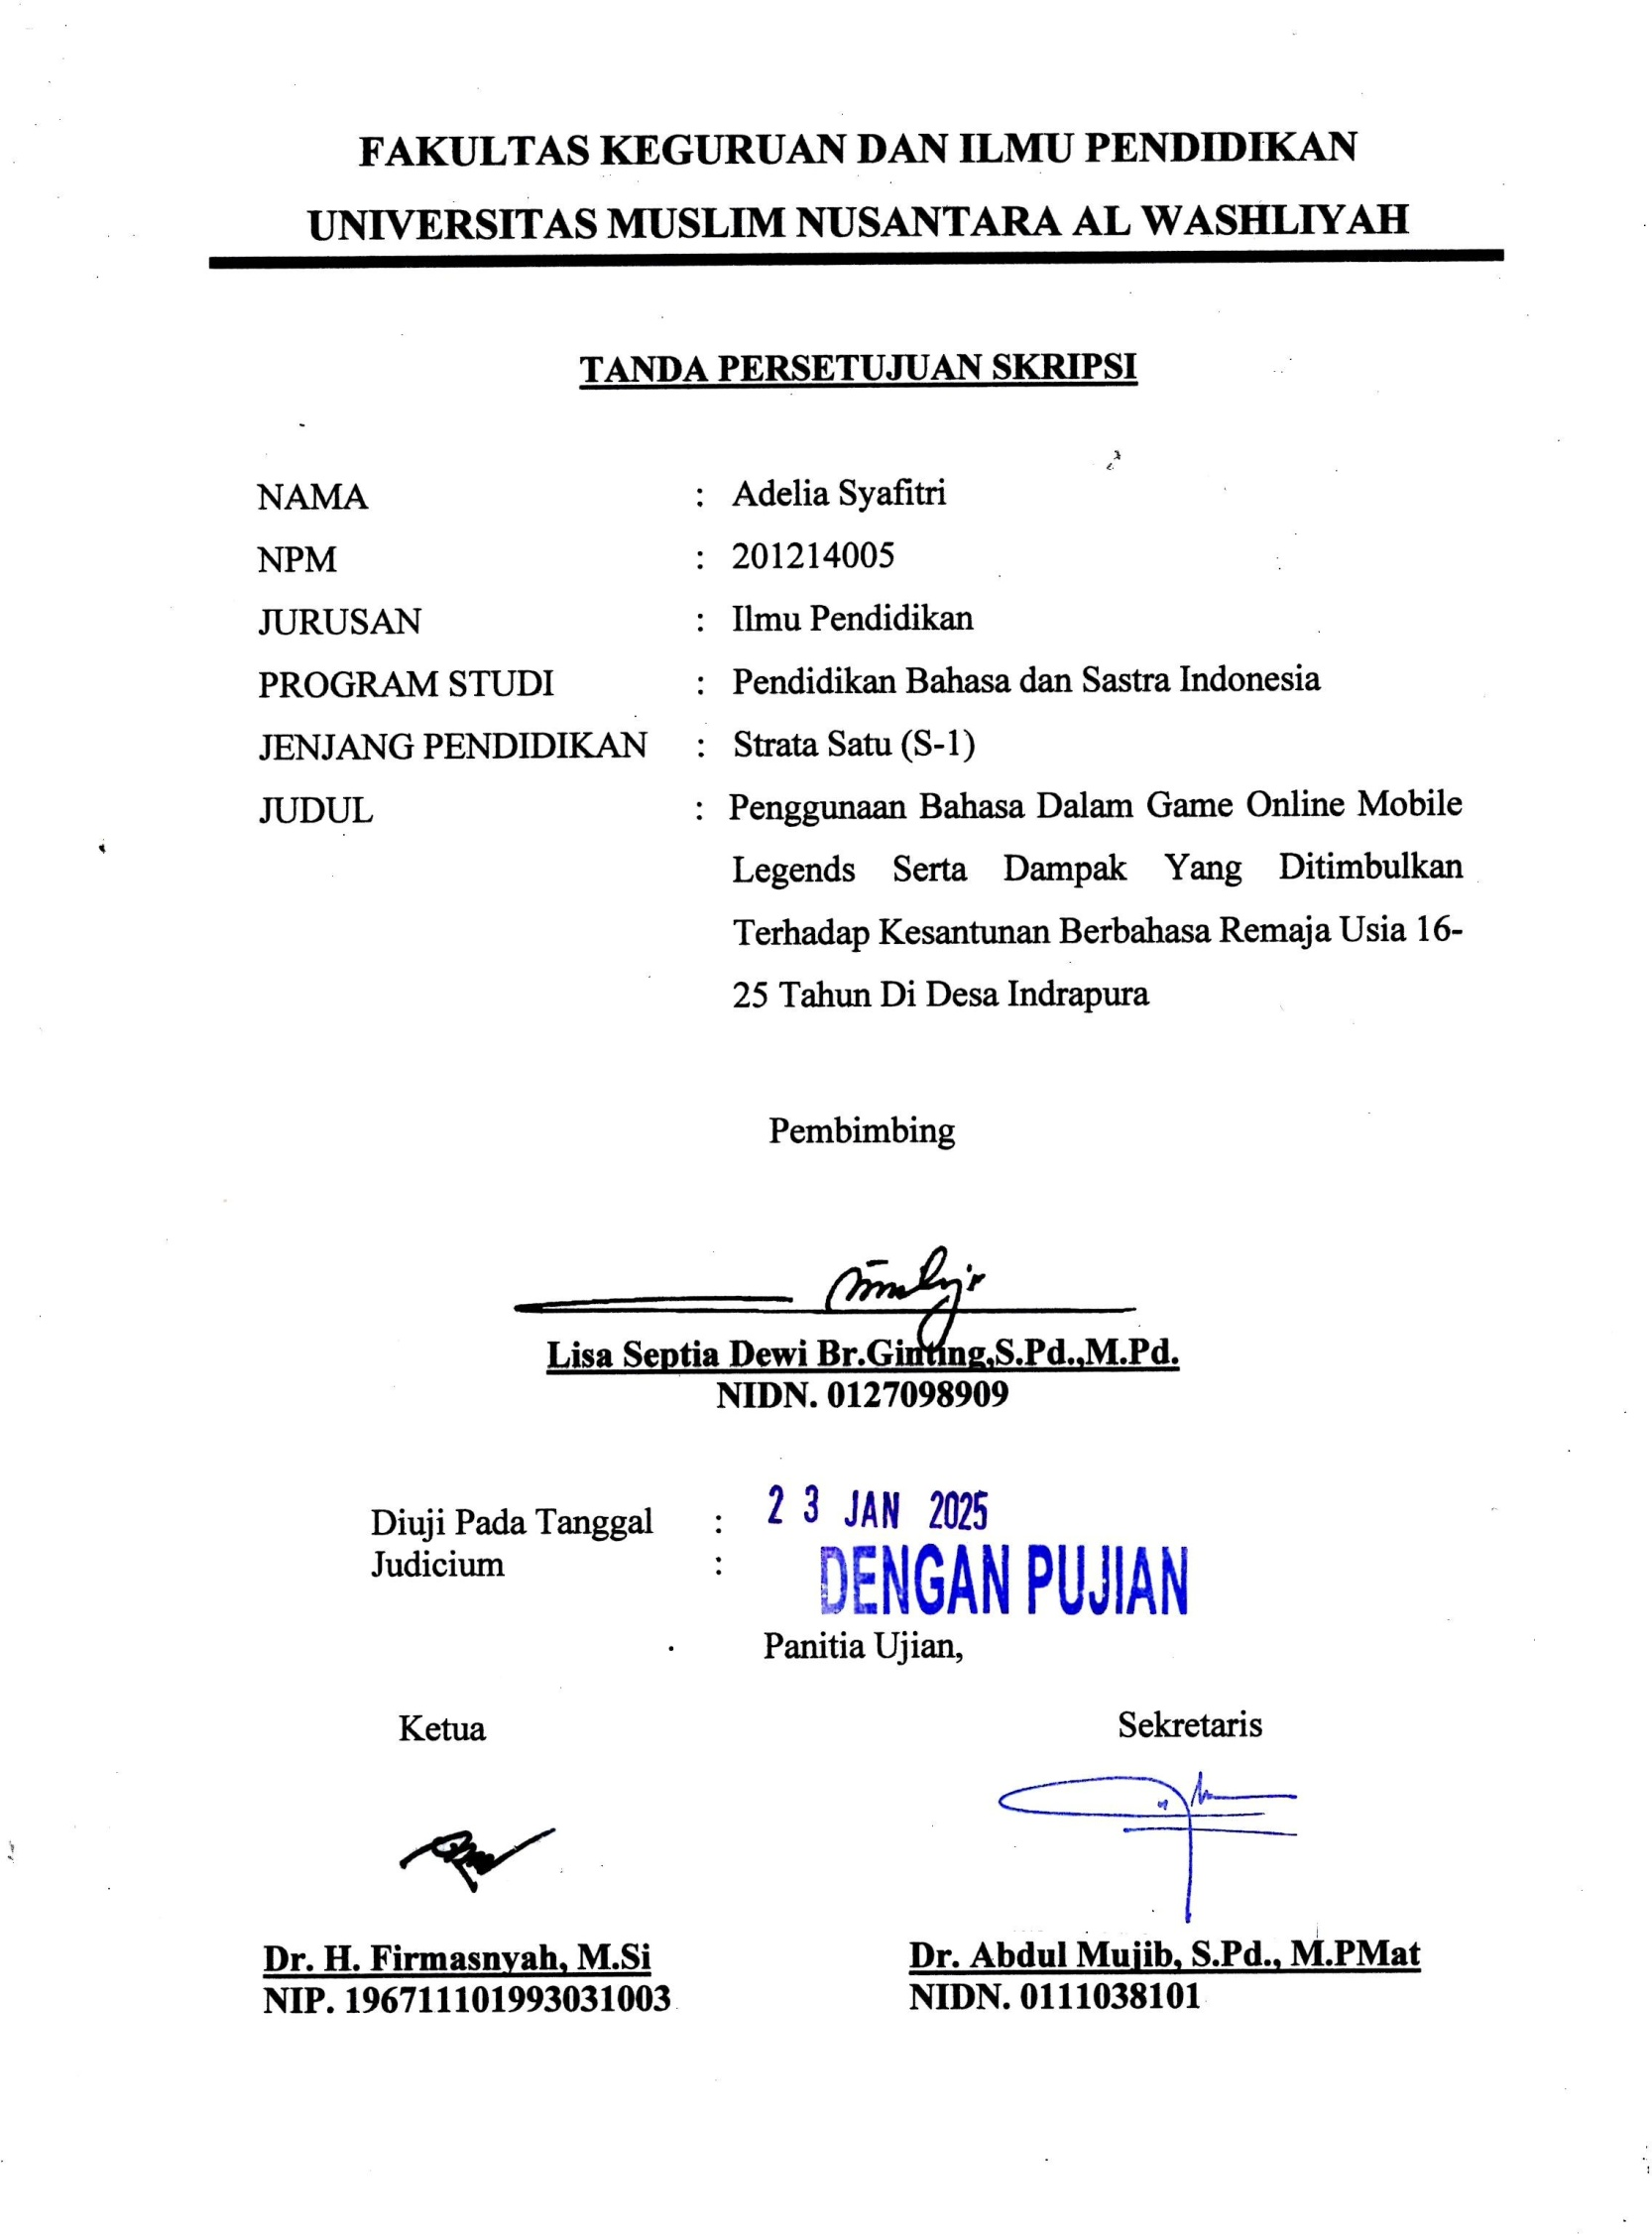 FAKULTAS KEGURUAN DAN ILMU PENDIDIKAN
UNIVERSITAS MUSLIM NUSANTARA AL WASHLIYAH
TANDA PERSETUJUAN SKRIPSI
NAMA : Adelia Syafitri
NPM : 201214005
JURUSAN : Ilmu Pendidikan
PROGRAM STUDI : Pendidikan Bahasa dan Sastra Indonesia
JENJANG PENDIDIKAN : Strata Satu (S-1)
JUDUL : Penggunaan Bahasa Dalam Game Online Mobile
Legends Serta Dampak Yang Ditimbulkan
Terhadap Kesantunan Berbahasa Remaja Usia 16-
25 Tahun Di Desa Indrapura
Pembimbing
Lisa Septia Dewi Br.Ginting,S.Pd.,M.Pd.
NIDN. 0127098909
Diuji Pada Tanggal : 23 JAN 2025
Judicium : DENGAN PUJIAN
Panitia Ujian,
Ketua Sekretaris
Dr. H. Firmasnyah, M.Si Dr. Abdul Mujib, S.Pd., M.PMat
NIP. 196711101993031003 NIDN. 0111038101